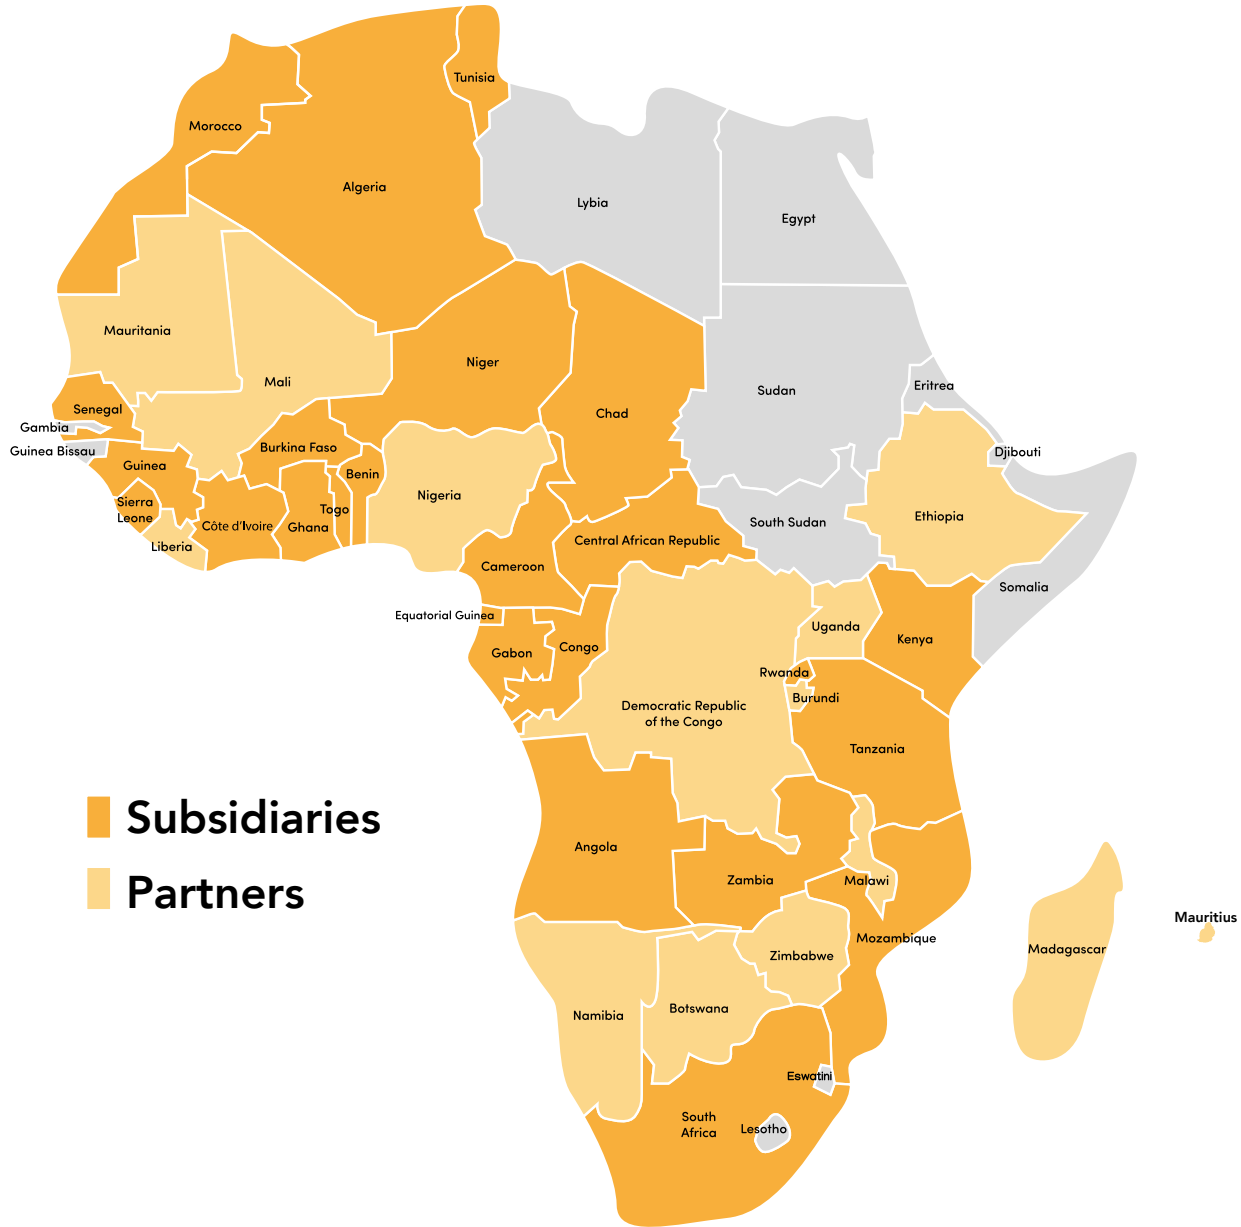 Tunisia
Morocco
Algeria
Lybia
Egypt
Mauritania
Niger
Mali
Sudan
Eritrea
Senegal
Chad
Gambia
Burkina Faso
Guinea Bissau
Djibouti
Guinea
Benin
Nigeria
Sierra
Leone
Togo
Ethiopia
Côte d'Ivoire
Ghana
South Sudan
Central African Republic
Liberia
Cameroon
Somalia
Equatorial Guinea
Uganda
Kenya
Congo
Gabon
Rwanda
Burundi
Democratic Republic
of the Congo
Tanzania
Subsidiaries
Angola
Zambia
Malawi
Partners
Mauritius
Mozambique
Madagascar
Zimbabwe
Botswana
Namibia
Eswatini
South
Africa
Lesotho